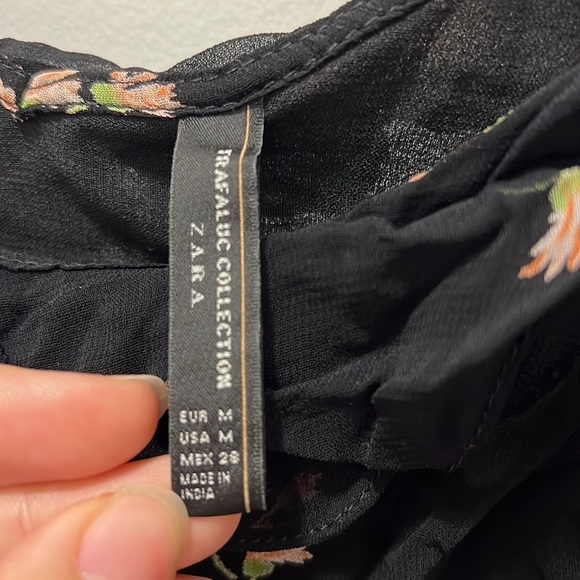 TRAFALUC COLLECTION
ZARA
EUR M
USA M
MEX 28
MADE IN
INDIA